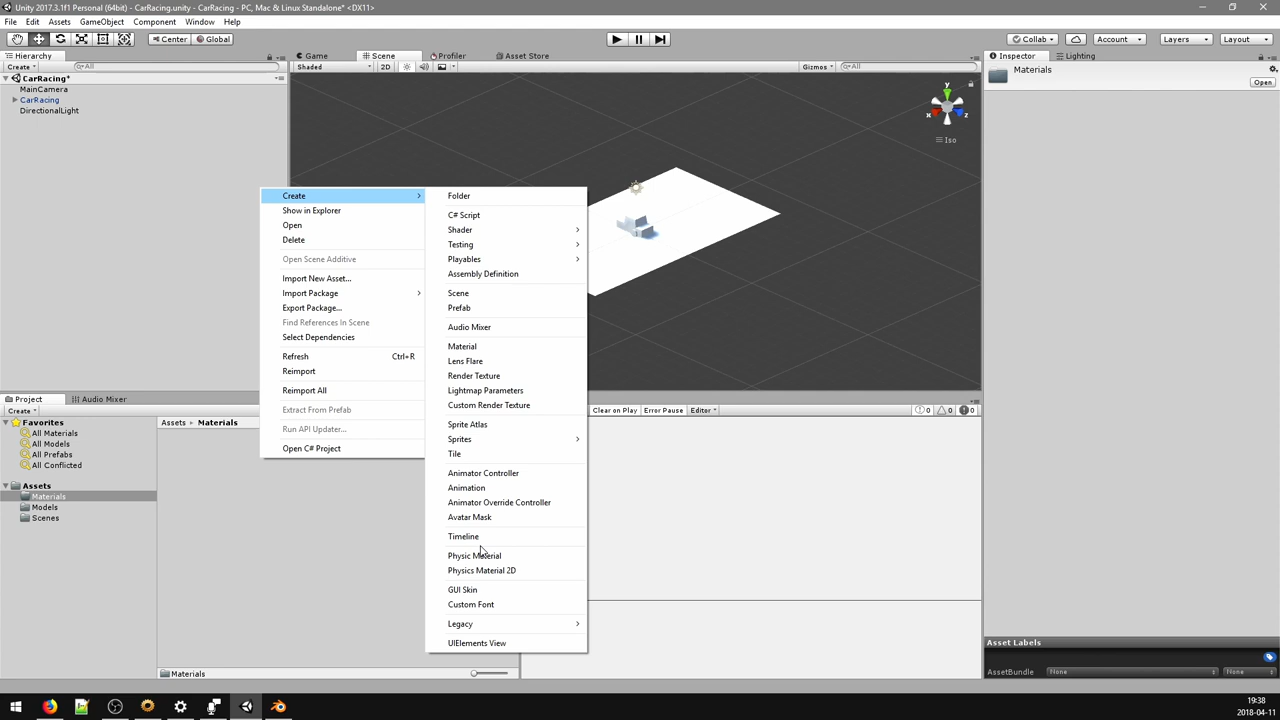 Unity 2017.3.1f1 Personal (64bit) - CarRacing.unity - CarRacing - PC, Mac & Linux Standalone* <DX11>
File Edit Assets GameObject Component Window Help
Center Global Collab Account Layers Layout
Hierarchy Game Scene Profiler Asset Store Inspector Lighting
Create All Shaded 2D Gizmos All Materials
CarRacing* Open
MainCamera
CarRacing
DirectionalLight
y
x z
Iso
Create
Show in Explorer
Open
Delete
Open Scene Additive
Import New Asset...
Import Package
Export Package...
Find References In Scene
Select Dependencies
Refresh Ctrl+R
Reimport
Reimport All
Extract From Prefab
Run API Updater...
Open C# Project
Folder
C# Script
Shader
Testing
Playables
Assembly Definition
Scene
Prefab
Audio Mixer
Material
Lens Flare
Render Texture
Lightmap Parameters
Custom Render Texture
Sprite Atlas
Sprites
Tile
Animator Controller
Animation
Animator Override Controller
Avatar Mask
Timeline
Physic Material
Physics Material 2D
GUI Skin
Custom Font
Legacy
UIElements View
Project Audio Mixer
Create Clear on Play Error Pause Editor 0 0 0
Favorites
All Materials
All Models
All Prefabs
All Conflicted
Assets
Materials
Models
Scenes
Assets Materials
Materials
Asset Labels
AssetBundle None None
19:38
2018-04-11